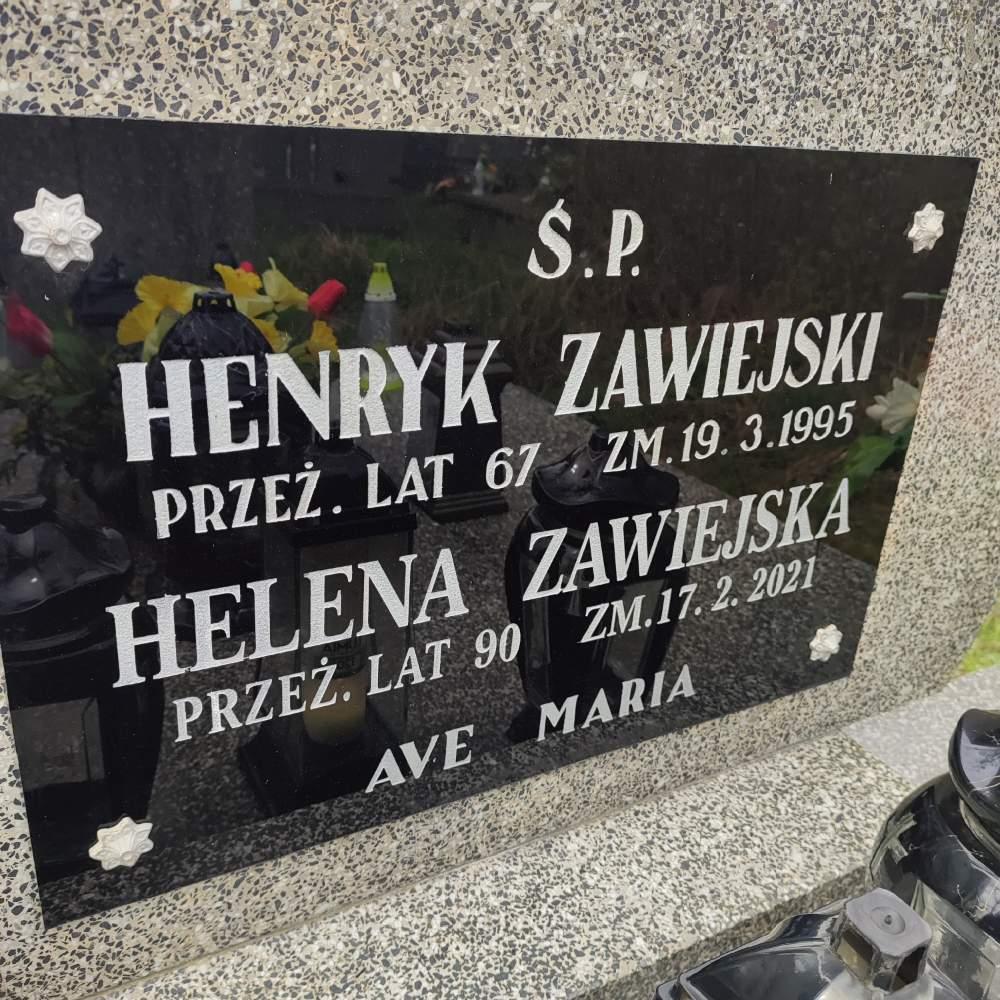 Ś.P.
HENRYK ZAWIEJSKI
PRZEŻ. LAT 67 ZM. 19. 3. 1995
HELENA ZAWIEJSKA
PRZEŻ. LAT 90 ZM. 17. 2. 2021
AVE MARIA